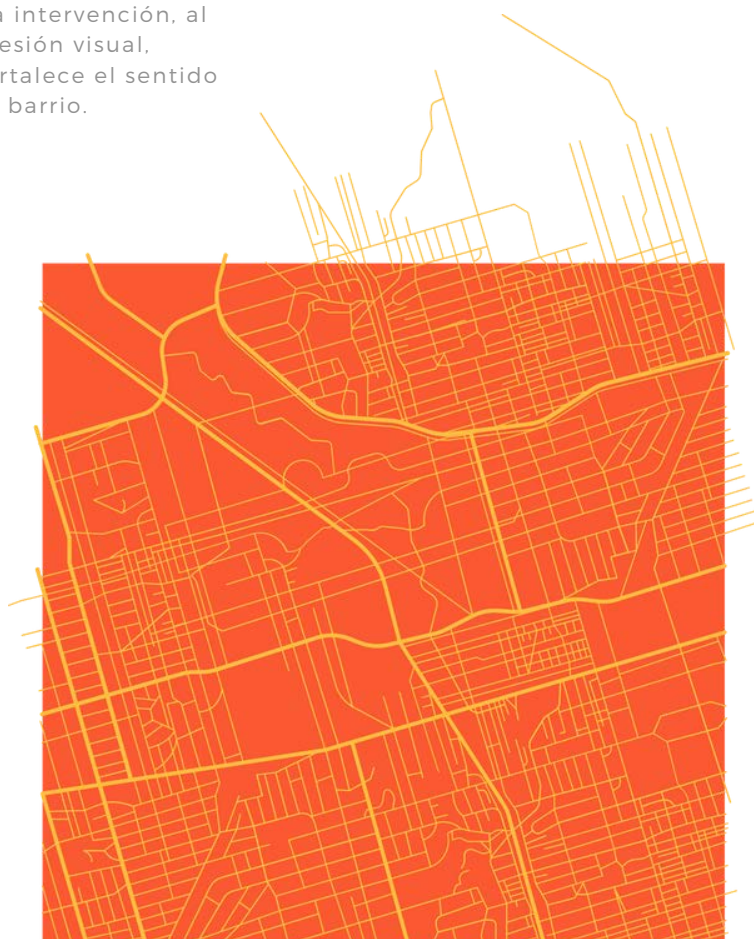 intervención, al
esión visual,
rtalece el sentido
barrio.